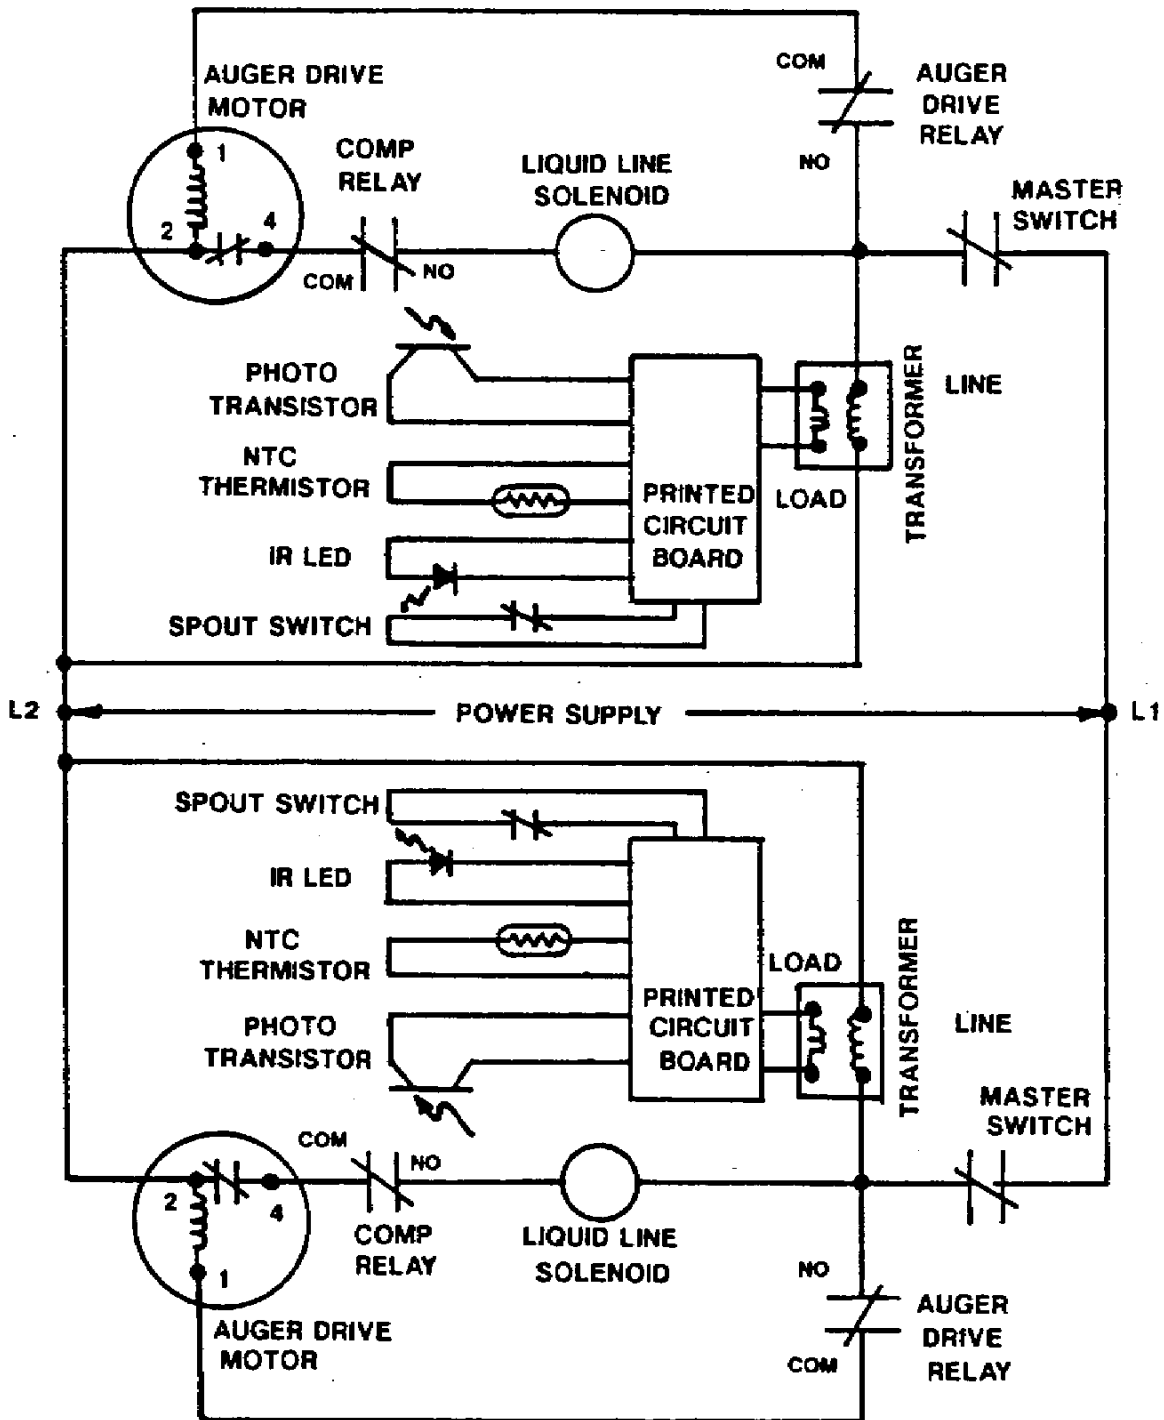 COM
AUGER DRIVE
MOTOR
AUGER
DRIVE
RELAY
1
COMP
RELAY
LIQUID LINE
SOLENOID
NO
MASTER
SWITCH
2
4
COM
NO
PHOTO
TRANSISTOR
TRANSFORMER
LINE
NTC
THERMISTOR
PRINTED
CIRCUIT
BOARD
LOAD
IR LED
SPOUT SWITCH
L2
POWER SUPPLY
L1
SPOUT SWITCH
IR LED
NTC
THERMISTOR
LOAD
TRANSFORMER
PRINTED
CIRCUIT
BOARD
LINE
PHOTO
TRANSISTOR
MASTER
SWITCH
COM
NO
2
4
COMP
RELAY
LIQUID LINE
SOLENOID
1
NO
AUGER
DRIVE
RELAY
AUGER DRIVE
MOTOR
COM